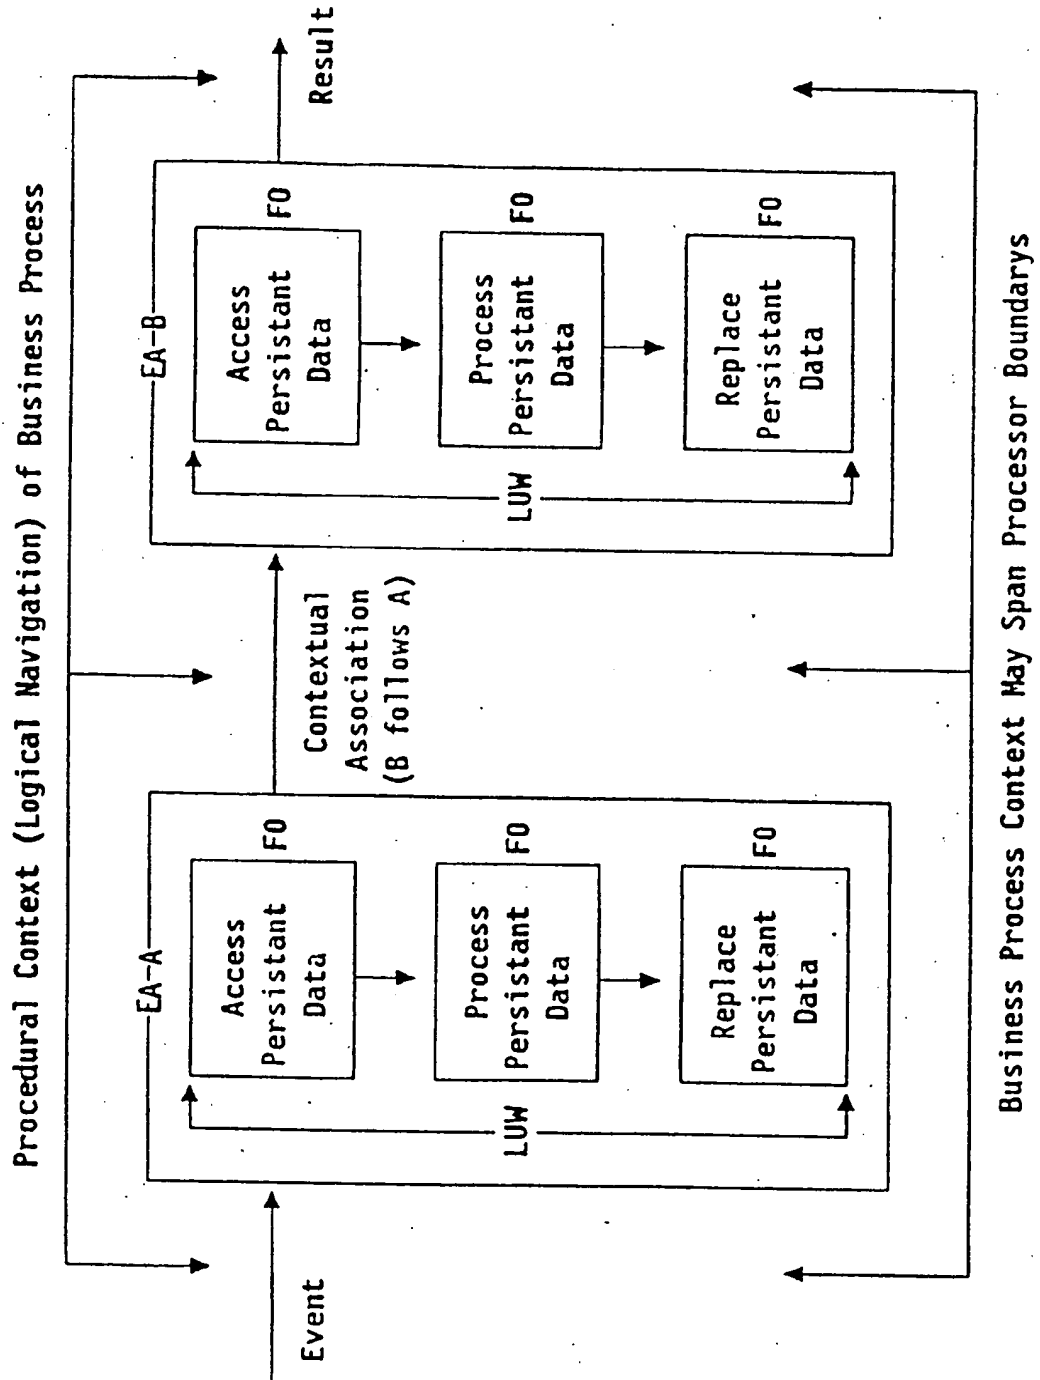 Procedural Context (Logical Navigation) of Business Process
Event
EA-A
LUW
Access
Persistant
Data
FO
Process
Persistant
Data
FO
Replace
Persistant
Data
FO
Contextual
Association
(B follows A)
EA-B
LUW
Access
Persistant
Data
FO
Process
Persistant
Data
FO
Replace
Persistant
Data
FO
Result
Business Process Context May Span Processor Boundarys